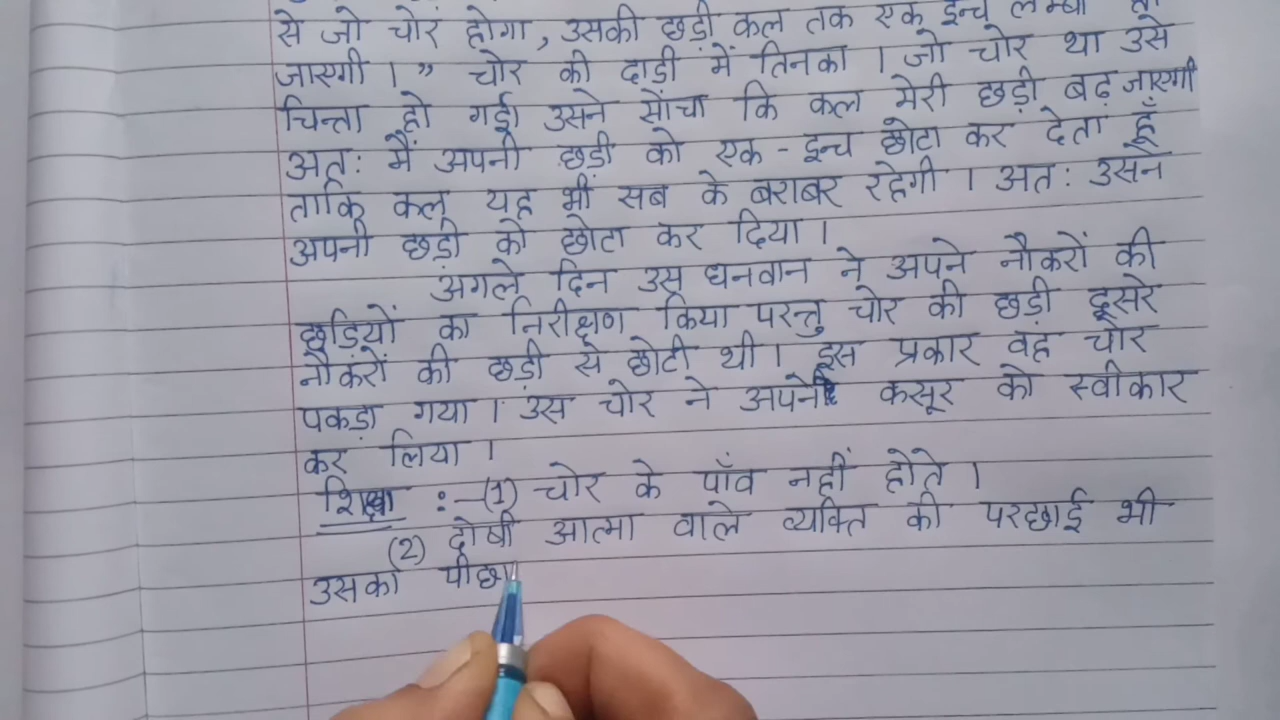 से जो चोर होगा, उसकी छड़ी कल तक एक इन्च लम्बी
जाएगी।" चोर की दाड़ी में तिनका। जो चोर था उसे
चिन्ता हो गई। उसने सोंचा कि कल मेरी छड़ी बढ़ जाएगी
अत: मैं अपनी छड़ी को एक-इन्च छोटा कर देता हूँ
ताकि कल यह भी सब के बराबर रहेगी। अत: उसने
अपनी छड़ी को छोटा कर दिया।
अगले दिन उस धनवान ने अपने नौकरों की
छड़ियों का निरीक्षण किया परन्तु चोर की छड़ी दूसरे
नौकरों की छड़ी से छोटी थी। इस प्रकार वह चोर
पकड़ा गया। उस चोर ने अपने कसूर को स्वीकार
कर लिया।
शिक्षा :-(1) चोर के पाँव नहीं होते।
(2) दोषी आत्मा वाले व्यक्ति की परछाई भी
उसका पीछा